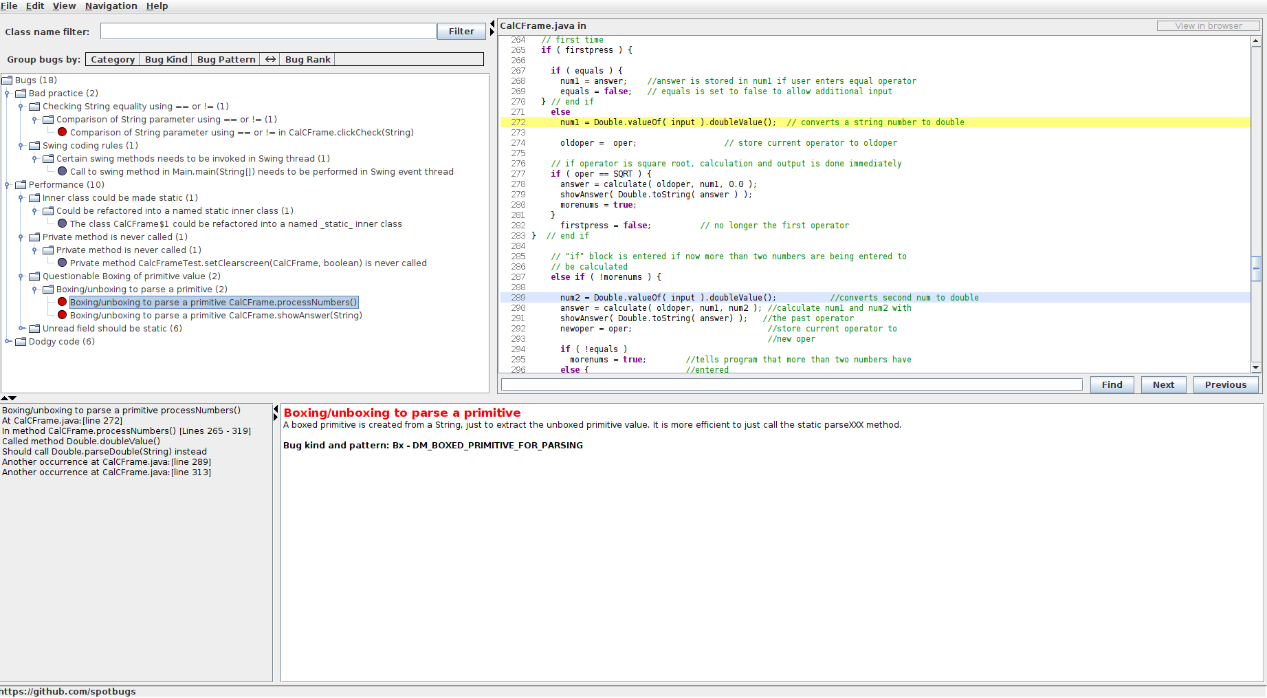 File Edit View Navigation Help
Class name filter:
Filter
Group bugs by: Category Bug Kind Bug Pattern ↔ Bug Rank
Bugs (18)
Bad practice (2)
Checking String equality using == or != (1)
Comparison of String parameter using == or != (1)
Comparison of String parameter using == or != in CalCFrame.clickCheck(String)
Swing coding rules (1)
Certain swing methods needs to be invoked in Swing thread (1)
Call to swing method in Main.main(String[]) needs to be performed in Swing event thread
Performance (10)
Inner class could be made static (1)
Could be refactored into a named static inner class (1)
The class CalCFrame$1 could be refactored into a named _static_ inner class
Private method is never called (1)
Private method is never called (1)
Private method CalcFrameTest.setClearscreen(CalCFrame, boolean) is never called
Questionable Boxing of primitive value (2)
Boxing/unboxing to parse a primitive (2)
Boxing/unboxing to parse a primitive CalCFrame.processNumbers()
Boxing/unboxing to parse a primitive CalCFrame.showAnswer(String)
Unread field should be static (6)
Dodgy code (6)
CalCFrame.java in
View in browser
264 // first time
265 if ( firstpress ) {
266
267 if ( equals ) {
268 num1 = answer; //answer is stored in num1 if user enters equal operator
269 equals = false; // equals is set to false to allow additional input
270 } // end if
271 else
272 num1 = Double.valueOf( input ).doubleValue(); // converts a string number to double
273
274 oldoper = oper; // store current operator to oldoper
275
276 // if operator is square root, calculation and output is done immediately
277 if ( oper == SQRT ) {
278 answer = calculate( oldoper, num1, 0.0 );
279 showAnswer( Double.toString( answer ) );
280 morenums = true;
281 }
282 firstpress = false; // no longer the first operator
283 } // end if
284
285 // "if" block is entered if now more than two numbers are being entered to
286 // be calculated
287 else if ( !morenums ) {
288
289 num2 = Double.valueOf( input ).doubleValue(); //converts second num to double
290 answer = calculate( oldoper, num1, num2 ); //calculate num1 and num2 with
291 showAnswer( Double.toString( answer) ); //the past operator
292 newoper = oper; //store current operator to
293 //new oper
294 if ( !equals )
295 morenums = true; //tells program that more than two numbers have
296 else { //entered
Find Next Previous
Boxing/unboxing to parse a primitive processNumbers()
At CalCFrame.java:[line 272]
In method CalCFrame.processNumbers() [Lines 265 - 319]
Called method Double.doubleValue()
Should call Double.parseDouble(String) instead
Another occurrence at CalCFrame.java:[line 289]
Another occurrence at CalCFrame.java:[line 313]
Boxing/unboxing to parse a primitive
A boxed primitive is created from a String, just to extract the unboxed primitive value. It is more efficient to just call the static parseXXX method.
Bug kind and pattern: Bx - DM_BOXED_PRIMITIVE_FOR_PARSING
https://github.com/spotbugs